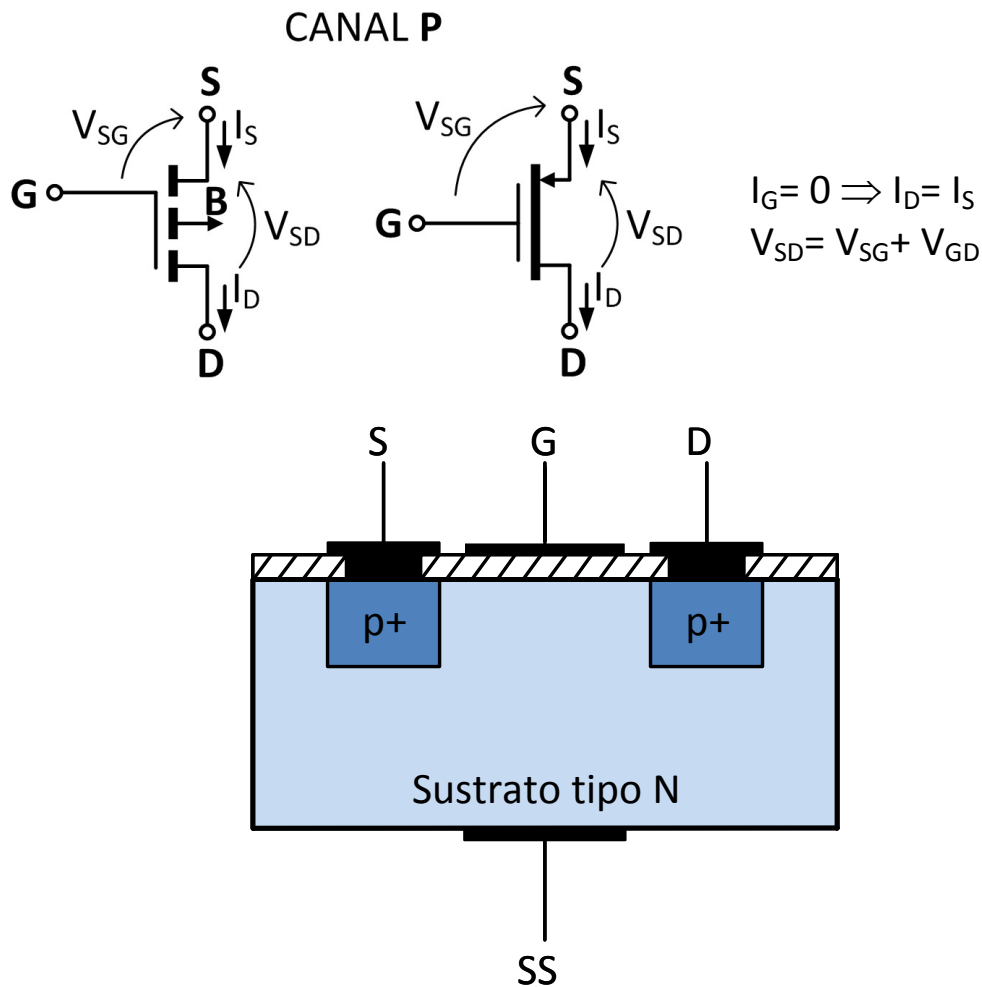 CANAL P
S
V_SG
I_S
G
B
V_SD
I_D
D
S
V_SG
I_S
G
V_SD
I_D
D
I_G= 0 ⇒ I_D= I_S
V_SD= V_SG+ V_GD
S G D
p+ p+
Sustrato tipo N
SS